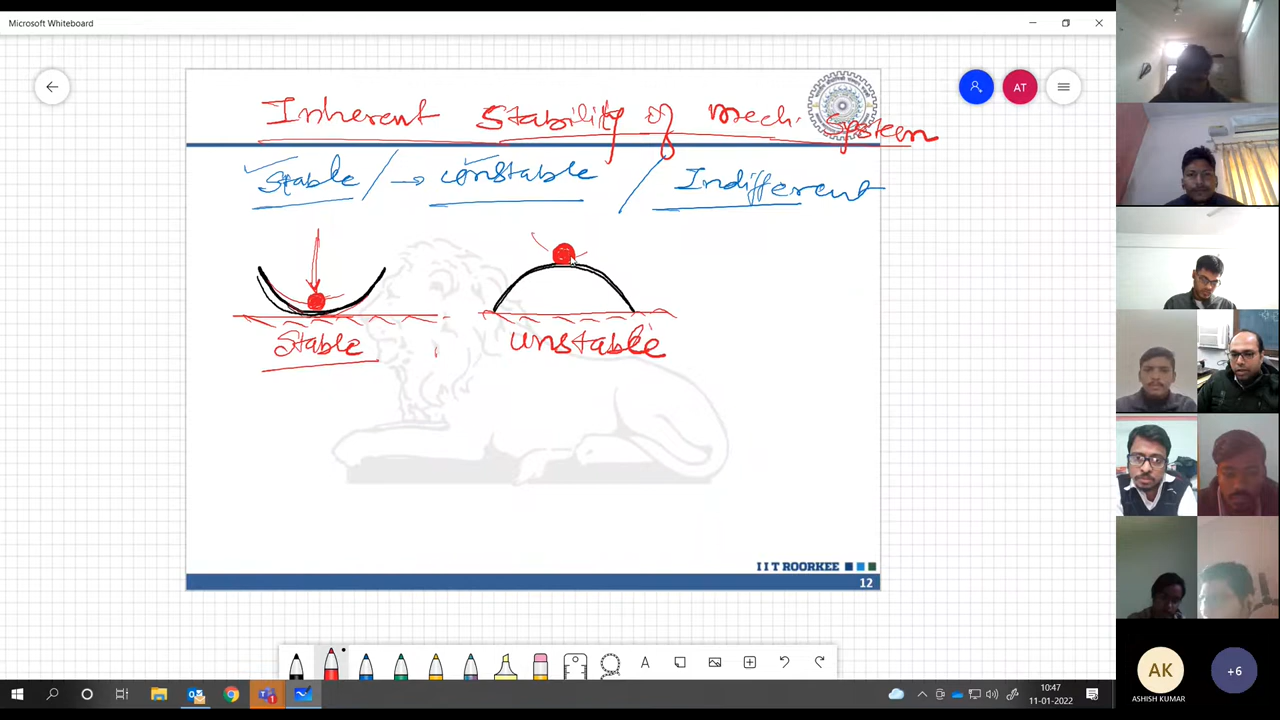 Microsoft Whiteboard
AT
Inherent Stability of mech. System
Stable / → unstable / Indifferent
Stable
unstable
IIT ROORKEE
12
A
AK
ASHISH KUMAR
+6
10:47
11-01-2022